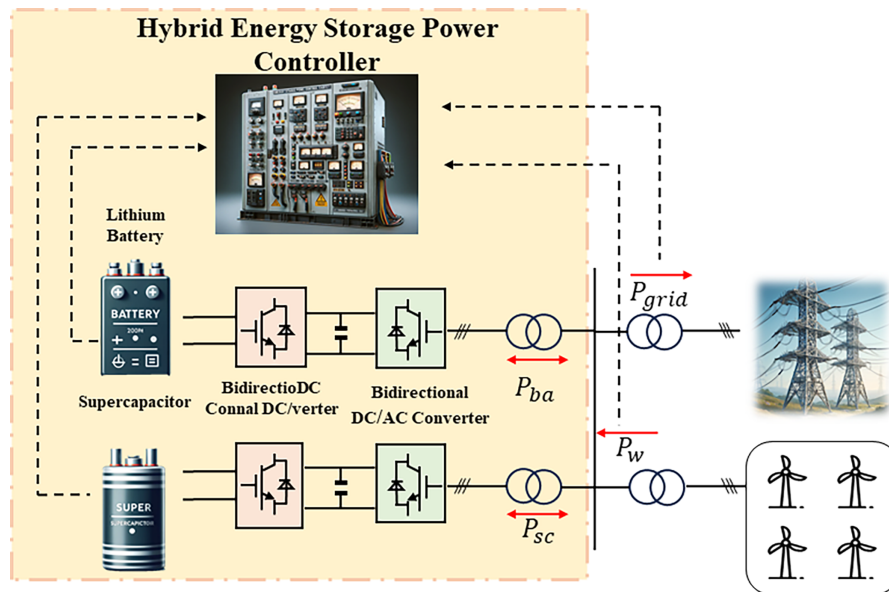 Hybrid Energy Storage Power
Controller
Lithium
Battery
BATTERY
P_grid
BidirectioDC
Connal DC/verter
Bidirectional
DC/AC Converter
P_ba
Supercapacitor
P_w
SUPER
P_sc